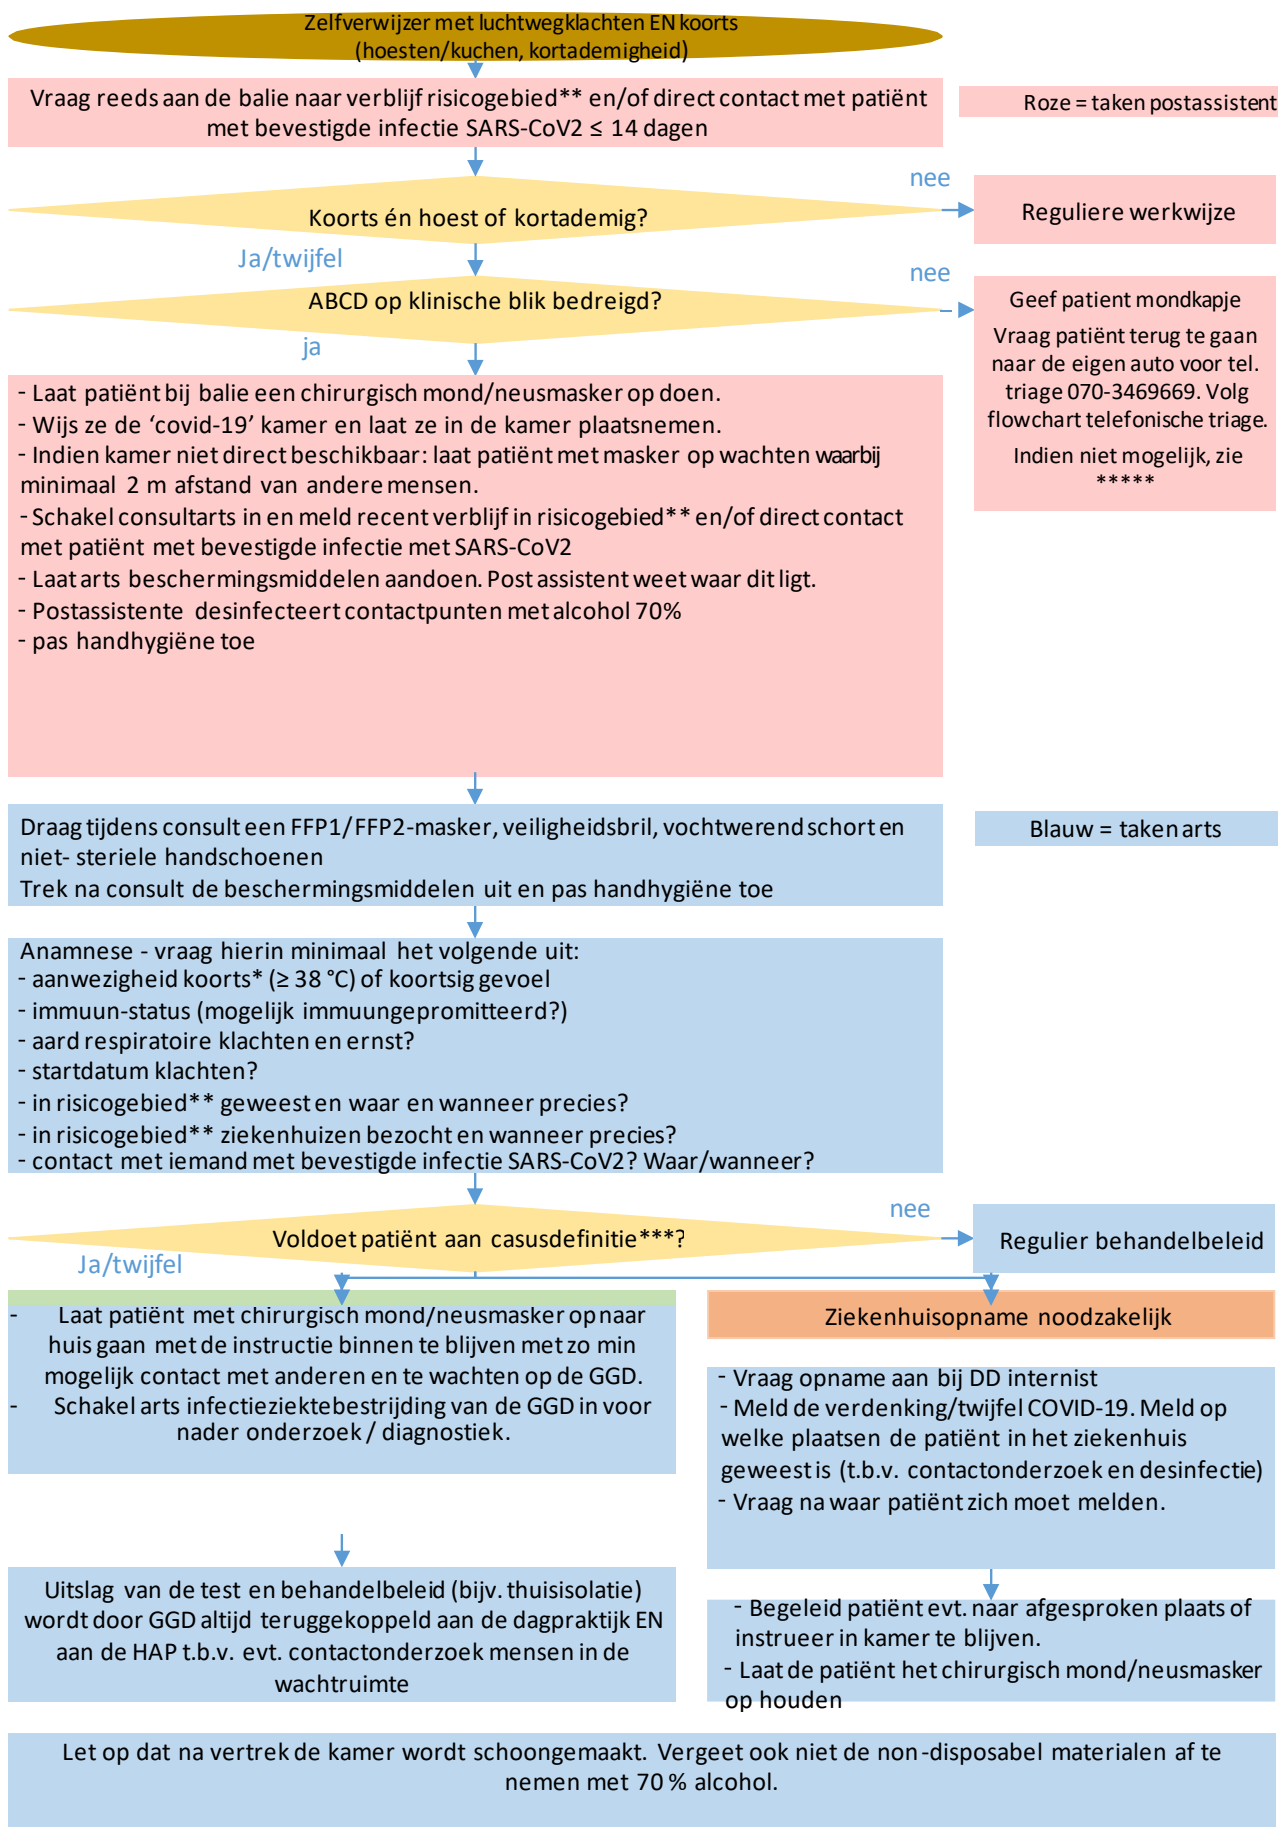 Zelfverwijzer met luchtwegklachten EN koorts
(hoesten/kuchen, kortademigheid)
Vraag reeds aan de balie naar verblijf risicogebied** en/of direct contact met patiënt
met bevestigde infectie SARS-CoV2 ≤ 14 dagen
Roze = taken postassistent
Koorts én hoest of kortademig?
nee
Reguliere werkwijze
Ja/twijfel
ABCD op klinische blik bedreigd?
nee
Geef patient mondkapje
Vraag patiënt terug te gaan
naar de eigen auto voor tel.
triage 070-3469669. Volg
flowchart telefonische triage.
Indien niet mogelijk, zie
*****
ja
- Laat patiënt bij balie een chirurgisch mond/neusmasker op doen.
- Wijs ze de ‘covid-19’ kamer en laat ze in de kamer plaatsnemen.
- Indien kamer niet direct beschikbaar: laat patiënt met masker op wachten waarbij
minimaal 2 m afstand van andere mensen.
- Schakel consultarts in en meld recent verblijf in risicogebied** en/of direct contact
met patiënt met bevestigde infectie met SARS-CoV2
- Laat arts beschermingsmiddelen aandoen. Post assistent weet waar dit ligt.
- Postassistente desinfecteert contactpunten met alcohol 70%
- pas handhygiëne toe
Draag tijdens consult een FFP1/FFP2-masker, veiligheidsbril, vochtwerend schort en
niet- steriele handschoenen
Trek na consult de beschermingsmiddelen uit en pas handhygiëne toe
Blauw = taken arts
Anamnese - vraag hierin minimaal het volgende uit:
- aanwezigheid koorts* (≥ 38 °C) of koortsig gevoel
- immuun-status (mogelijk immuungepromitteerd?)
- aard respiratoire klachten en ernst?
- startdatum klachten?
- in risicogebied** geweest en waar en wanneer precies?
- in risicogebied** ziekenhuizen bezocht en wanneer precies?
- contact met iemand met bevestigde infectie SARS-CoV2? Waar/wanneer?
Voldoet patiënt aan casusdefinitie***?
nee
Regulier behandelbeleid
Ja/twijfel
- Laat patiënt met chirurgisch mond/neusmasker op naar
huis gaan met de instructie binnen te blijven met zo min
mogelijk contact met anderen en te wachten op de GGD.
- Schakel arts infectieziektebestrijding van de GGD in voor
nader onderzoek / diagnostiek.
Ziekenhuisopname noodzakelijk
- Vraag opname aan bij DD internist
- Meld de verdenking/twijfel COVID-19. Meld op
welke plaatsen de patiënt in het ziekenhuis
geweest is (t.b.v. contactonderzoek en desinfectie)
- Vraag na waar patiënt zich moet melden.
Uitslag van de test en behandelbeleid (bijv. thuisisolatie)
wordt door GGD altijd teruggekoppeld aan de dagpraktijk EN
aan de HAP t.b.v. evt. contactonderzoek mensen in de
wachtruimte
- Begeleid patiënt evt. naar afgesproken plaats of
instrueer in kamer te blijven.
- Laat de patiënt het chirurgisch mond/neusmasker
op houden
Let op dat na vertrek de kamer wordt schoongemaakt. Vergeet ook niet de non-disposabel materialen af te
nemen met 70 % alcohol.